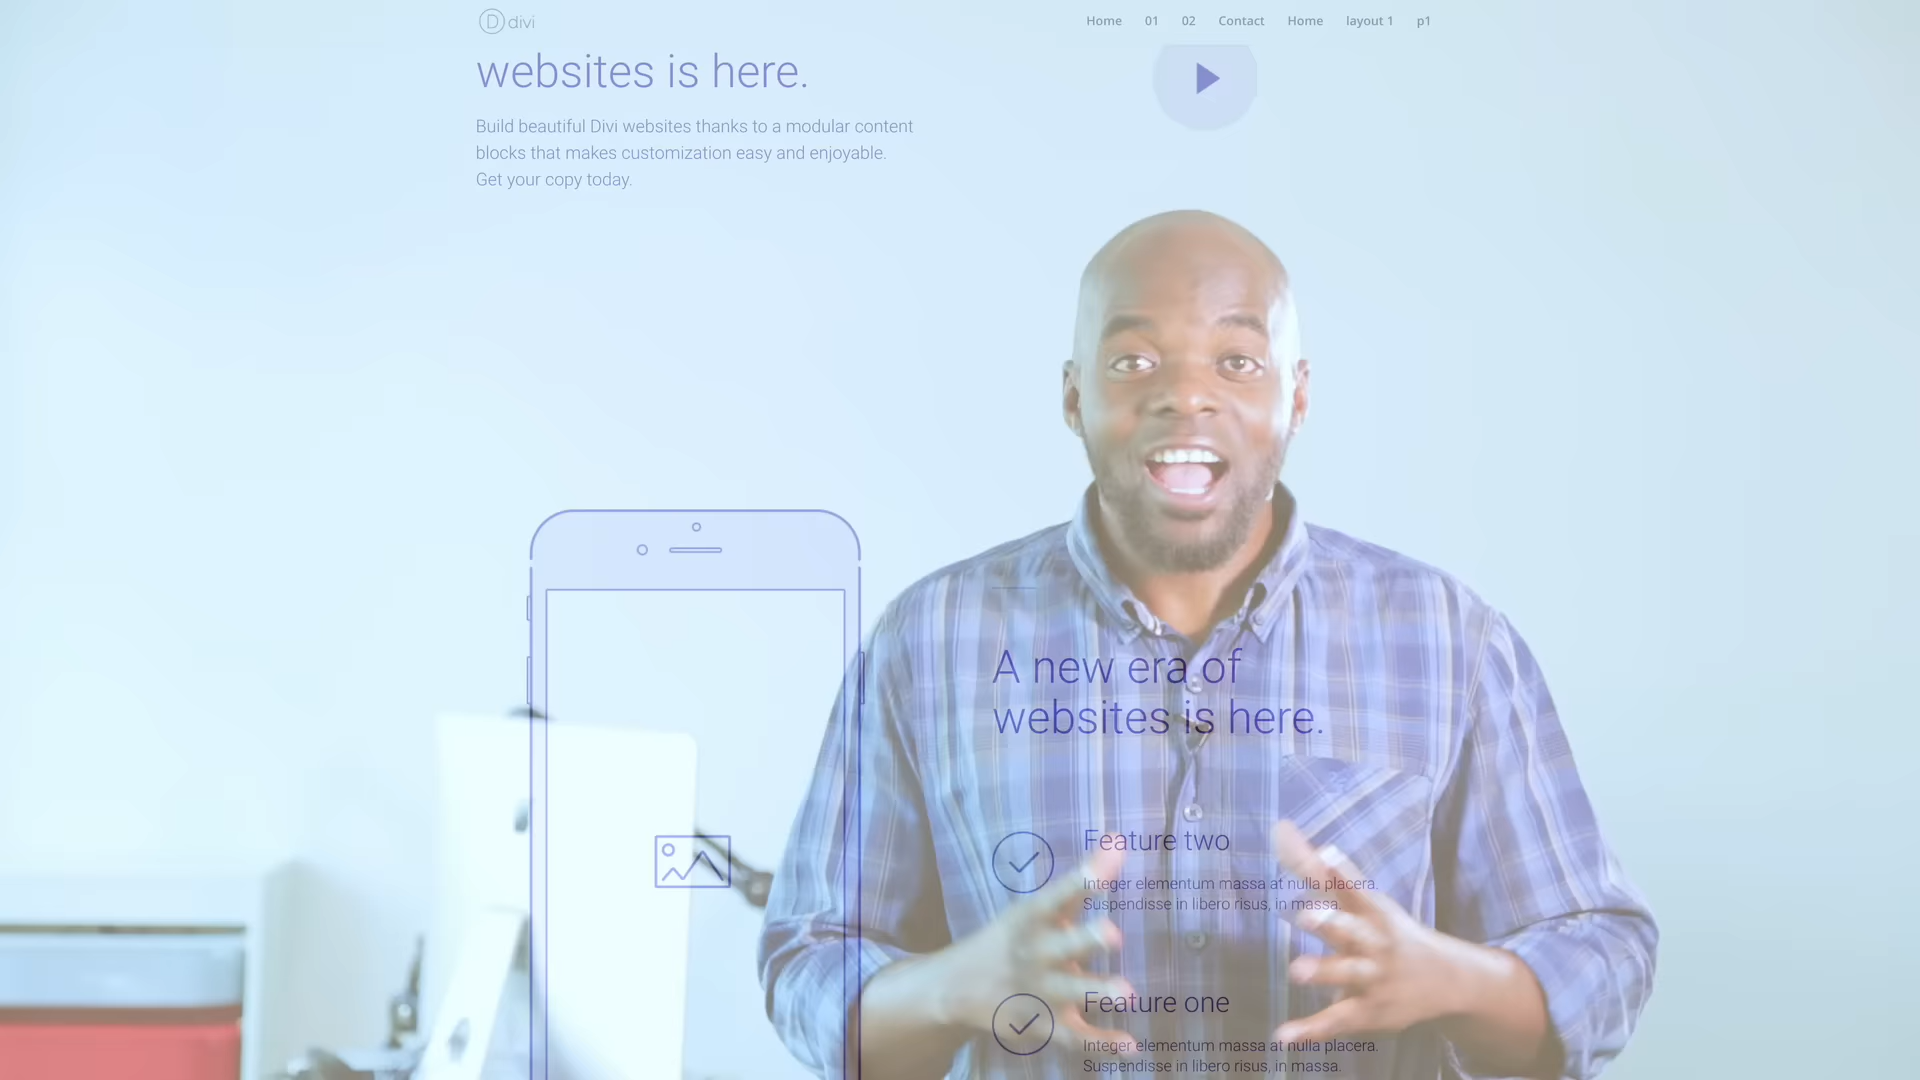 D divi
Home 01 02 Contact Home layout 1 p1
websites is here.
Build beautiful Divi websites thanks to a modular content
blocks that makes customization easy and enjoyable.
Get your copy today.
A new era of
websites is here.
Feature two
Integer elementum massa at nulla placera.
Suspendisse in libero risus, in massa.
Feature one
Integer elementum massa at nulla placera.
Suspendisse in libero risus, in massa.